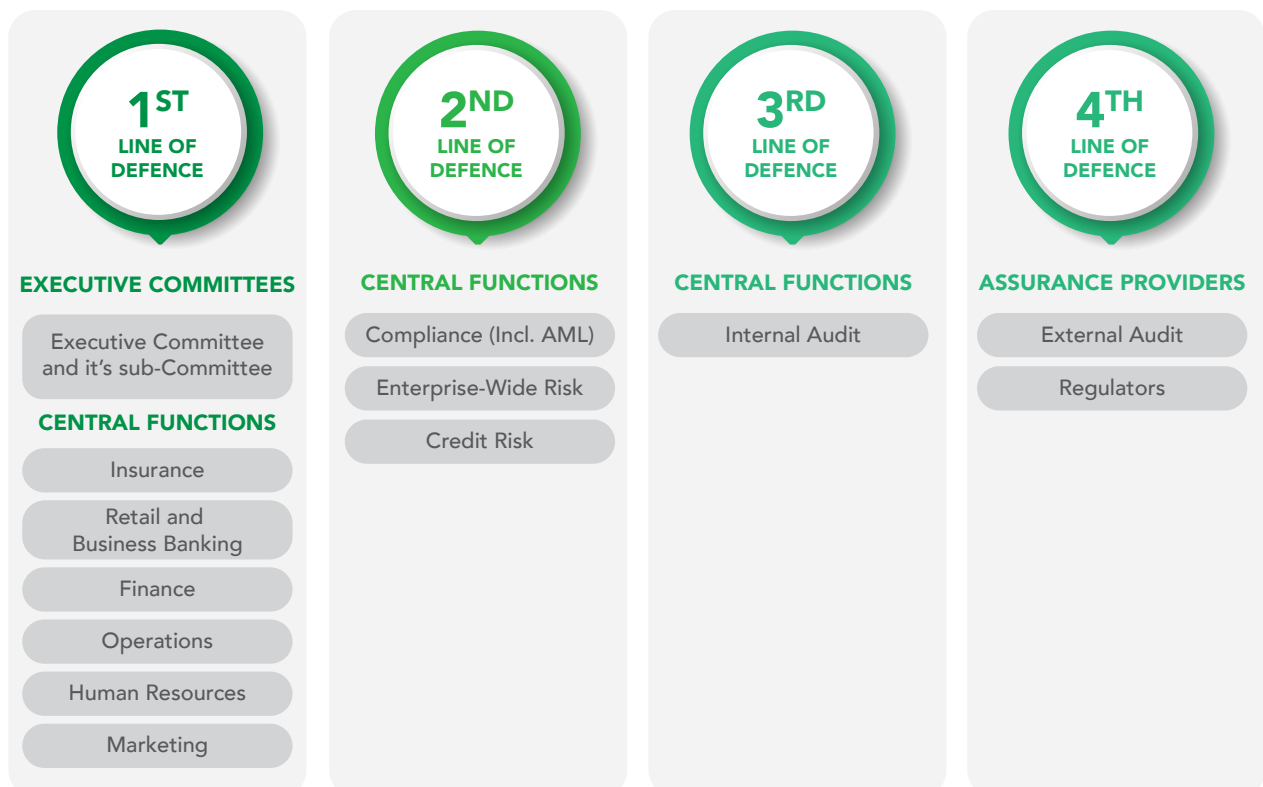 1ST
LINE OF
DEFENCE
EXECUTIVE COMMITTEES
Executive Committee
and it's sub-Committee
CENTRAL FUNCTIONS
Insurance
Retail and
Business Banking
Finance
Operations
Human Resources
Marketing
2ND
LINE OF
DEFENCE
CENTRAL FUNCTIONS
Compliance (Incl. AML)
Enterprise-Wide Risk
Credit Risk
3RD
LINE OF
DEFENCE
CENTRAL FUNCTIONS
Internal Audit
4TH
LINE OF
DEFENCE
ASSURANCE PROVIDERS
External Audit
Regulators